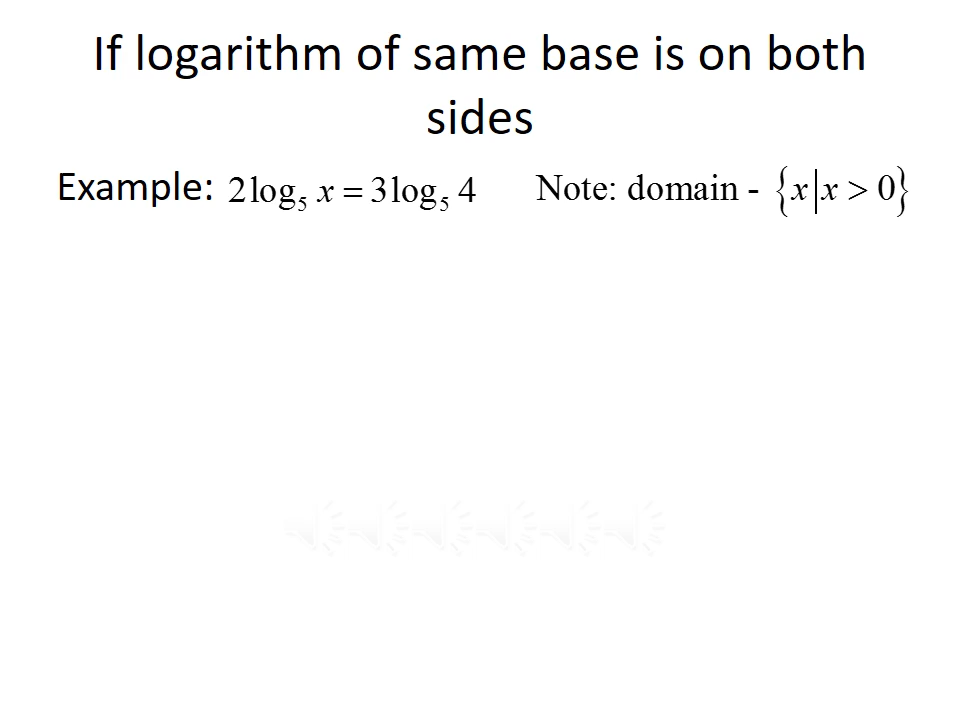 If logarithm of same base is on both
sides
Example: 2log₅ x = 3log₅ 4 Note: domain - {x|x > 0}